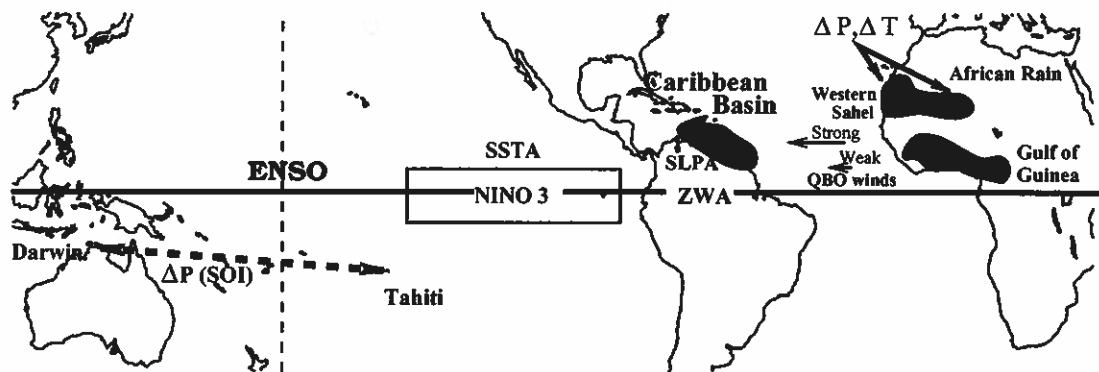 ΔP,ΔT
African Rain
Western
Sahel
Caribbean
Basin
Strong
SSTA
SLPA
Weak
Gulf of
Guinea
ENSO
QBO winds
NINO 3
ZWA
Darwin
ΔP (SOI)
Tahiti